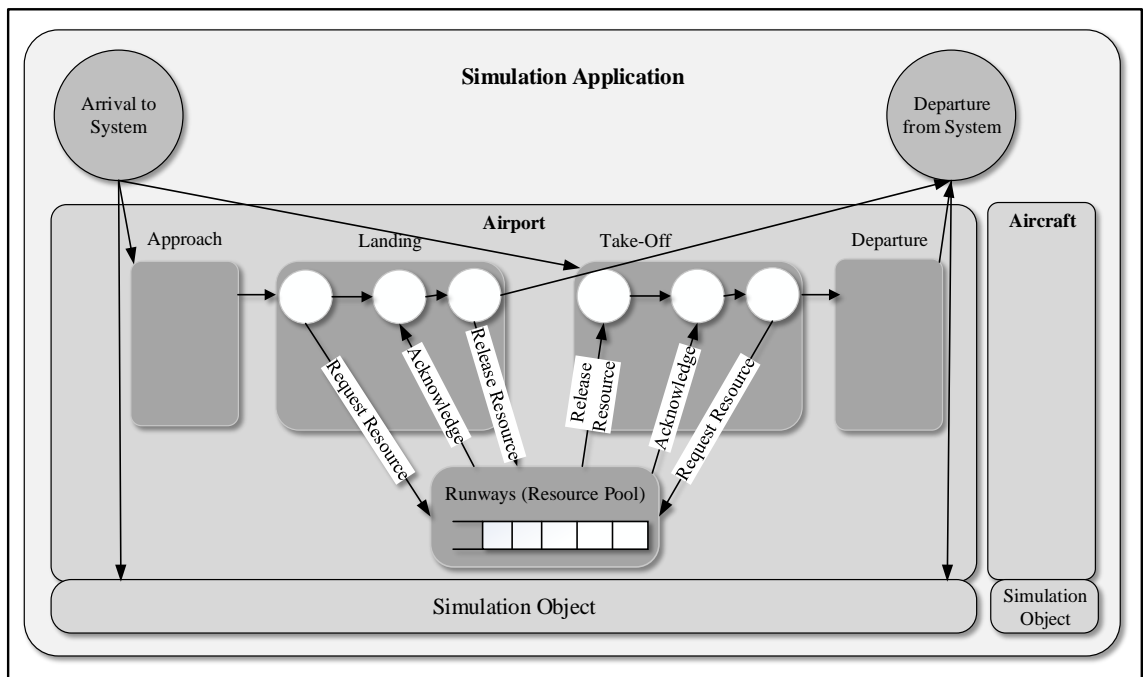 Simulation Application
Arrival to
System
Departure
from System
Airport
Aircraft
Approach
Landing
Take-Off
Departure
Request Resource
Acknowledge
Release Resource
Release
Resource
Acknowledge
Request Resource
Runways (Resource Pool)
Simulation Object
Simulation
Object